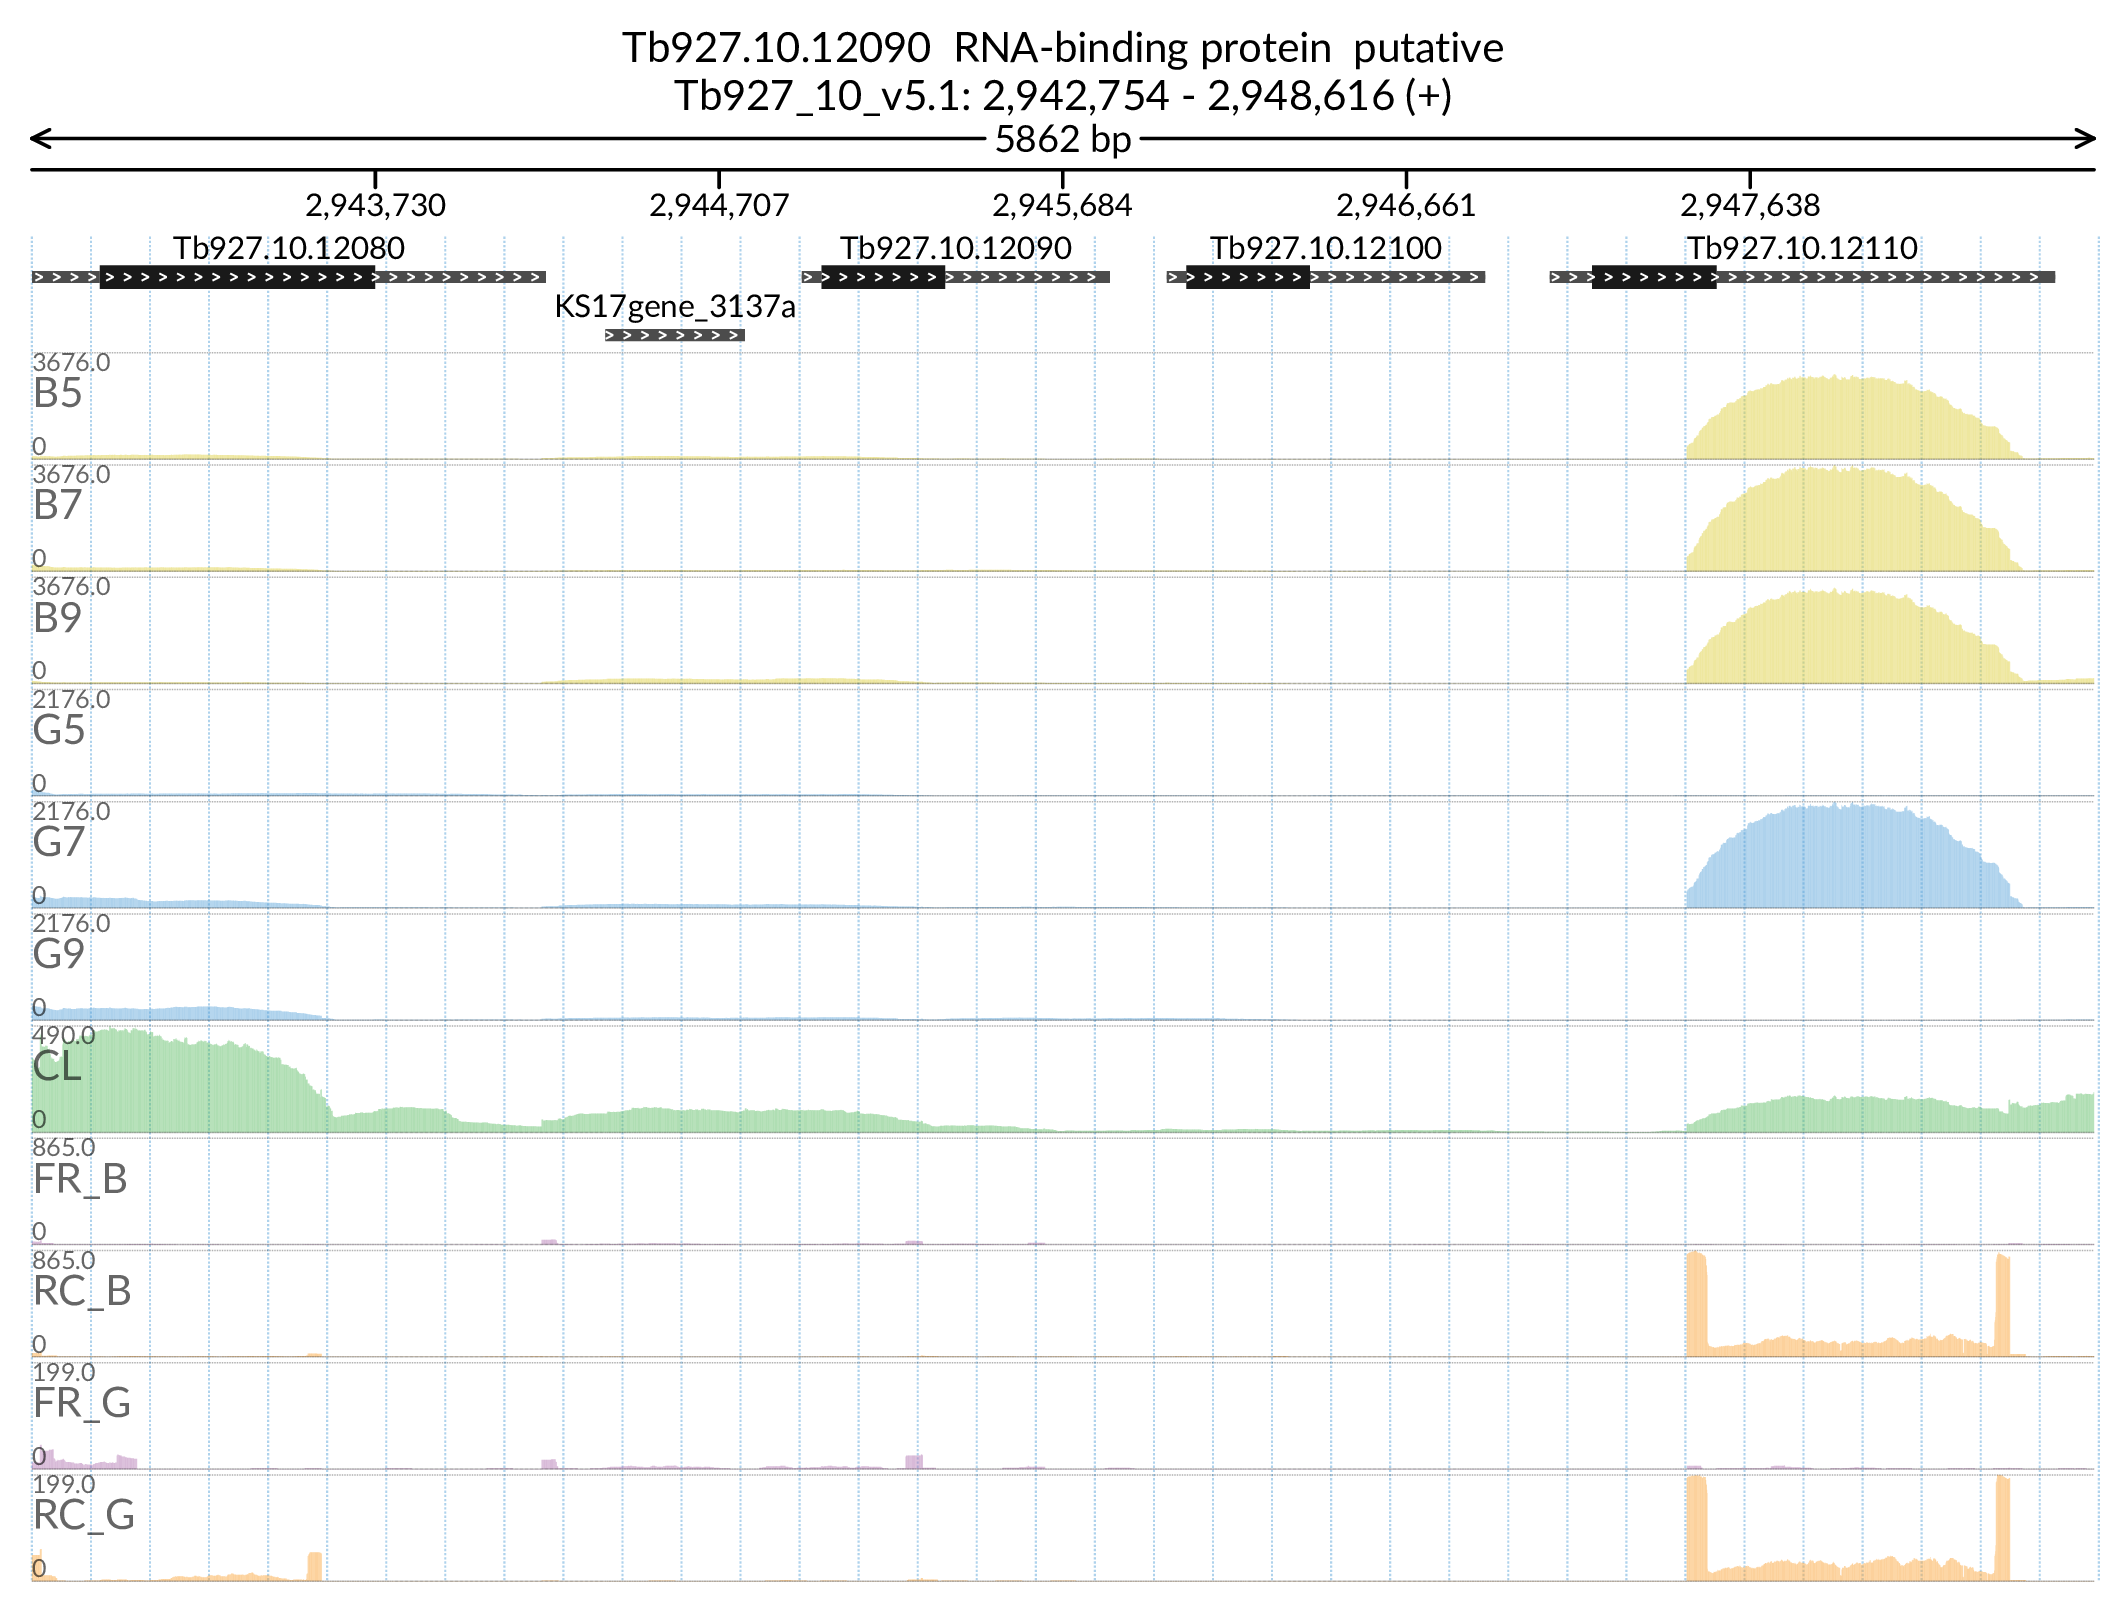 Tb927.10.12090 RNA-binding protein putative
Tb927_10_v5.1: 2,942,754 - 2,948,616 (+)
5862 bp
2,943,730 2,944,707 2,945,684 2,946,661 2,947,638
Tb927.10.12080 Tb927.10.12090 Tb927.10.12100 Tb927.10.12110
KS17gene_3137a
3676.0
B5
0
3676.0
B7
0
3676.0
B9
0
2176.0
G5
0
2176.0
G7
0
2176.0
G9
0
490.0
CL
0
865.0
FR_B
0
865.0
RC_B
0
199.0
FR_G
0
199.0
RC_G
0